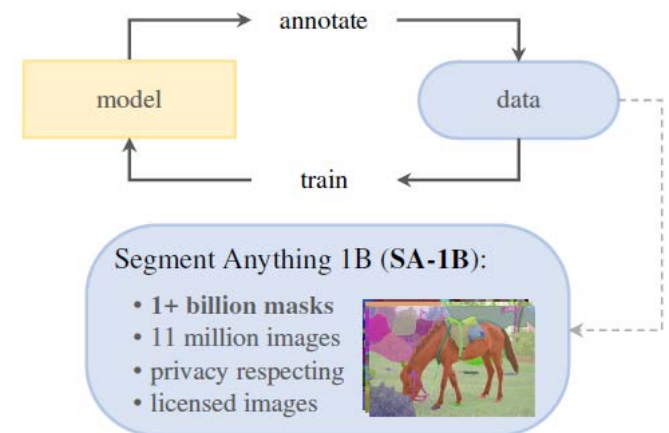 annotate
model
data
train
Segment Anything 1B (SA-1B):
• 1+ billion masks
• 11 million images
• privacy respecting
• licensed images